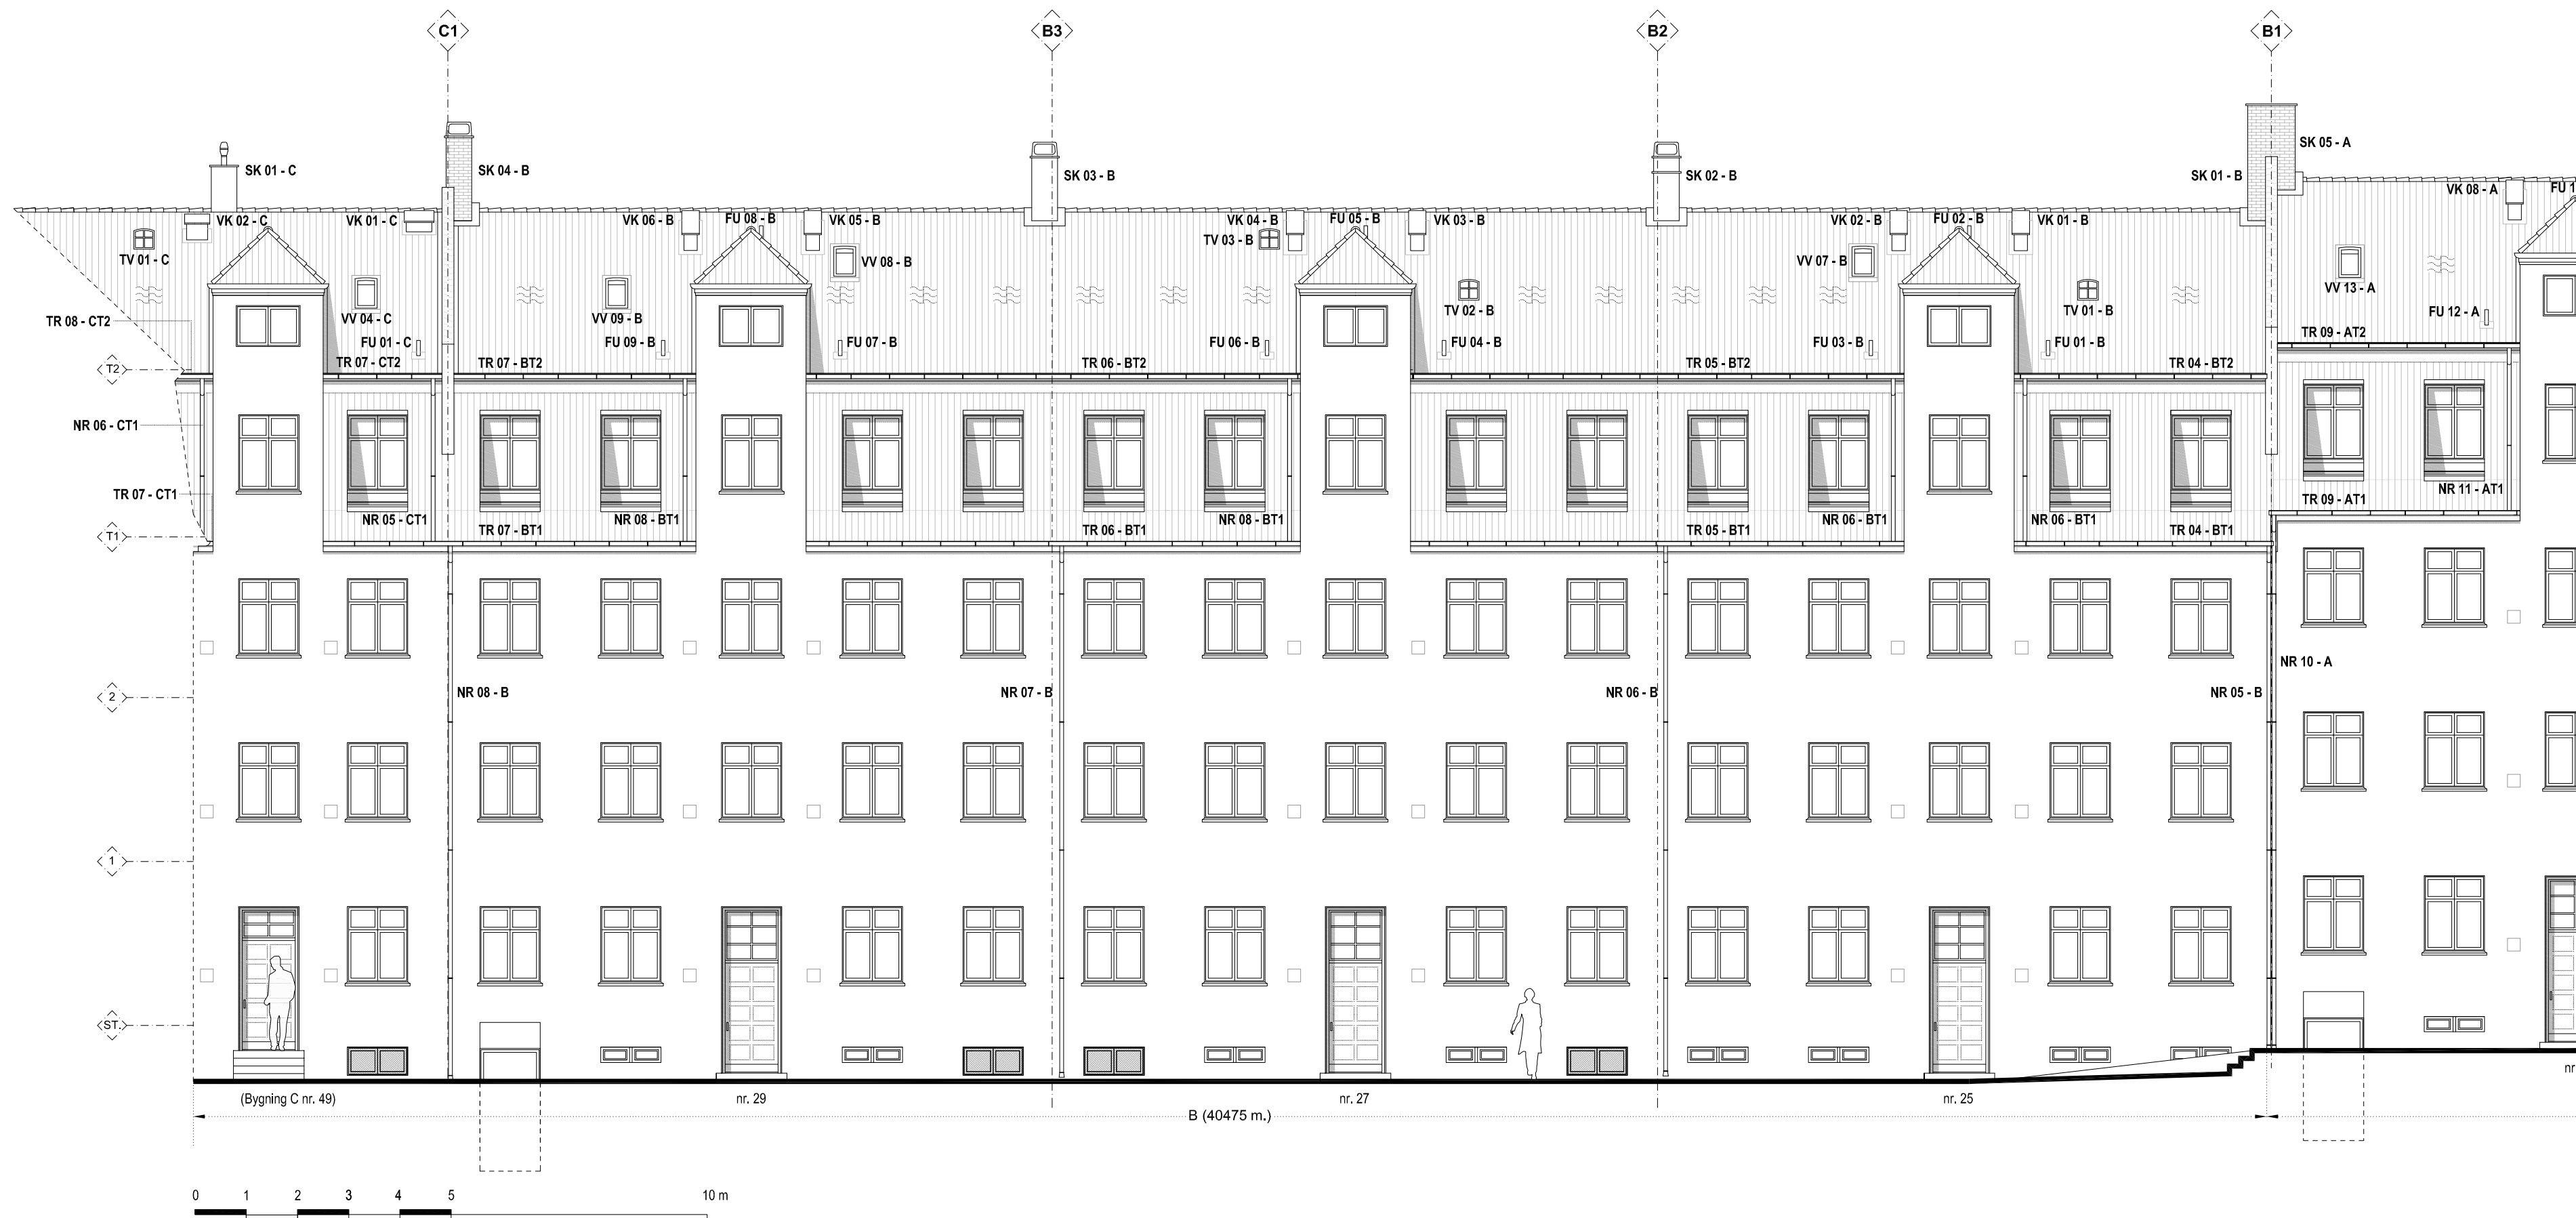 C1
B3
B2
B1
SK 01 - C
SK 04 - B
SK 03 - B
SK 02 - B
SK 01 - B
SK 05 - A
VK 02 - C
VK 01 - C
VK 06 - B
FU 08 - B
VK 05 - B
VK 04 - B
FU 05 - B
VK 03 - B
VK 02 - B
FU 02 - B
VK 01 - B
VK 08 - A
FU 1
TV 01 - C
VV 08 - B
TV 03 - B
VV 07 - B
VV 13 - A
TR 08 - CT2
VV 04 - C
VV 09 - B
TV 02 - B
TV 01 - B
FU 12 - A
FU 01 - C
FU 09 - B
FU 07 - B
FU 06 - B
FU 04 - B
FU 03 - B
FU 01 - B
TR 09 - AT2
T2
TR 07 - CT2
TR 07 - BT2
TR 06 - BT2
TR 05 - BT2
TR 04 - BT2
NR 06 - CT1
TR 07 - CT1
NR 05 - CT1
NR 08 - BT1
NR 08 - BT1
NR 06 - BT1
NR 06 - BT1
TR 09 - AT1
NR 11 - AT1
T1
TR 07 - BT1
TR 06 - BT1
TR 05 - BT1
TR 04 - BT1
2
NR 08 - B
NR 07 - B
NR 06 - B
NR 05 - B
NR 10 - A
1
ST.
(Bygning C nr. 49)
nr. 29
nr. 27
nr. 25
nr
B (40475 m.)
0 1 2 3 4 5 10 m